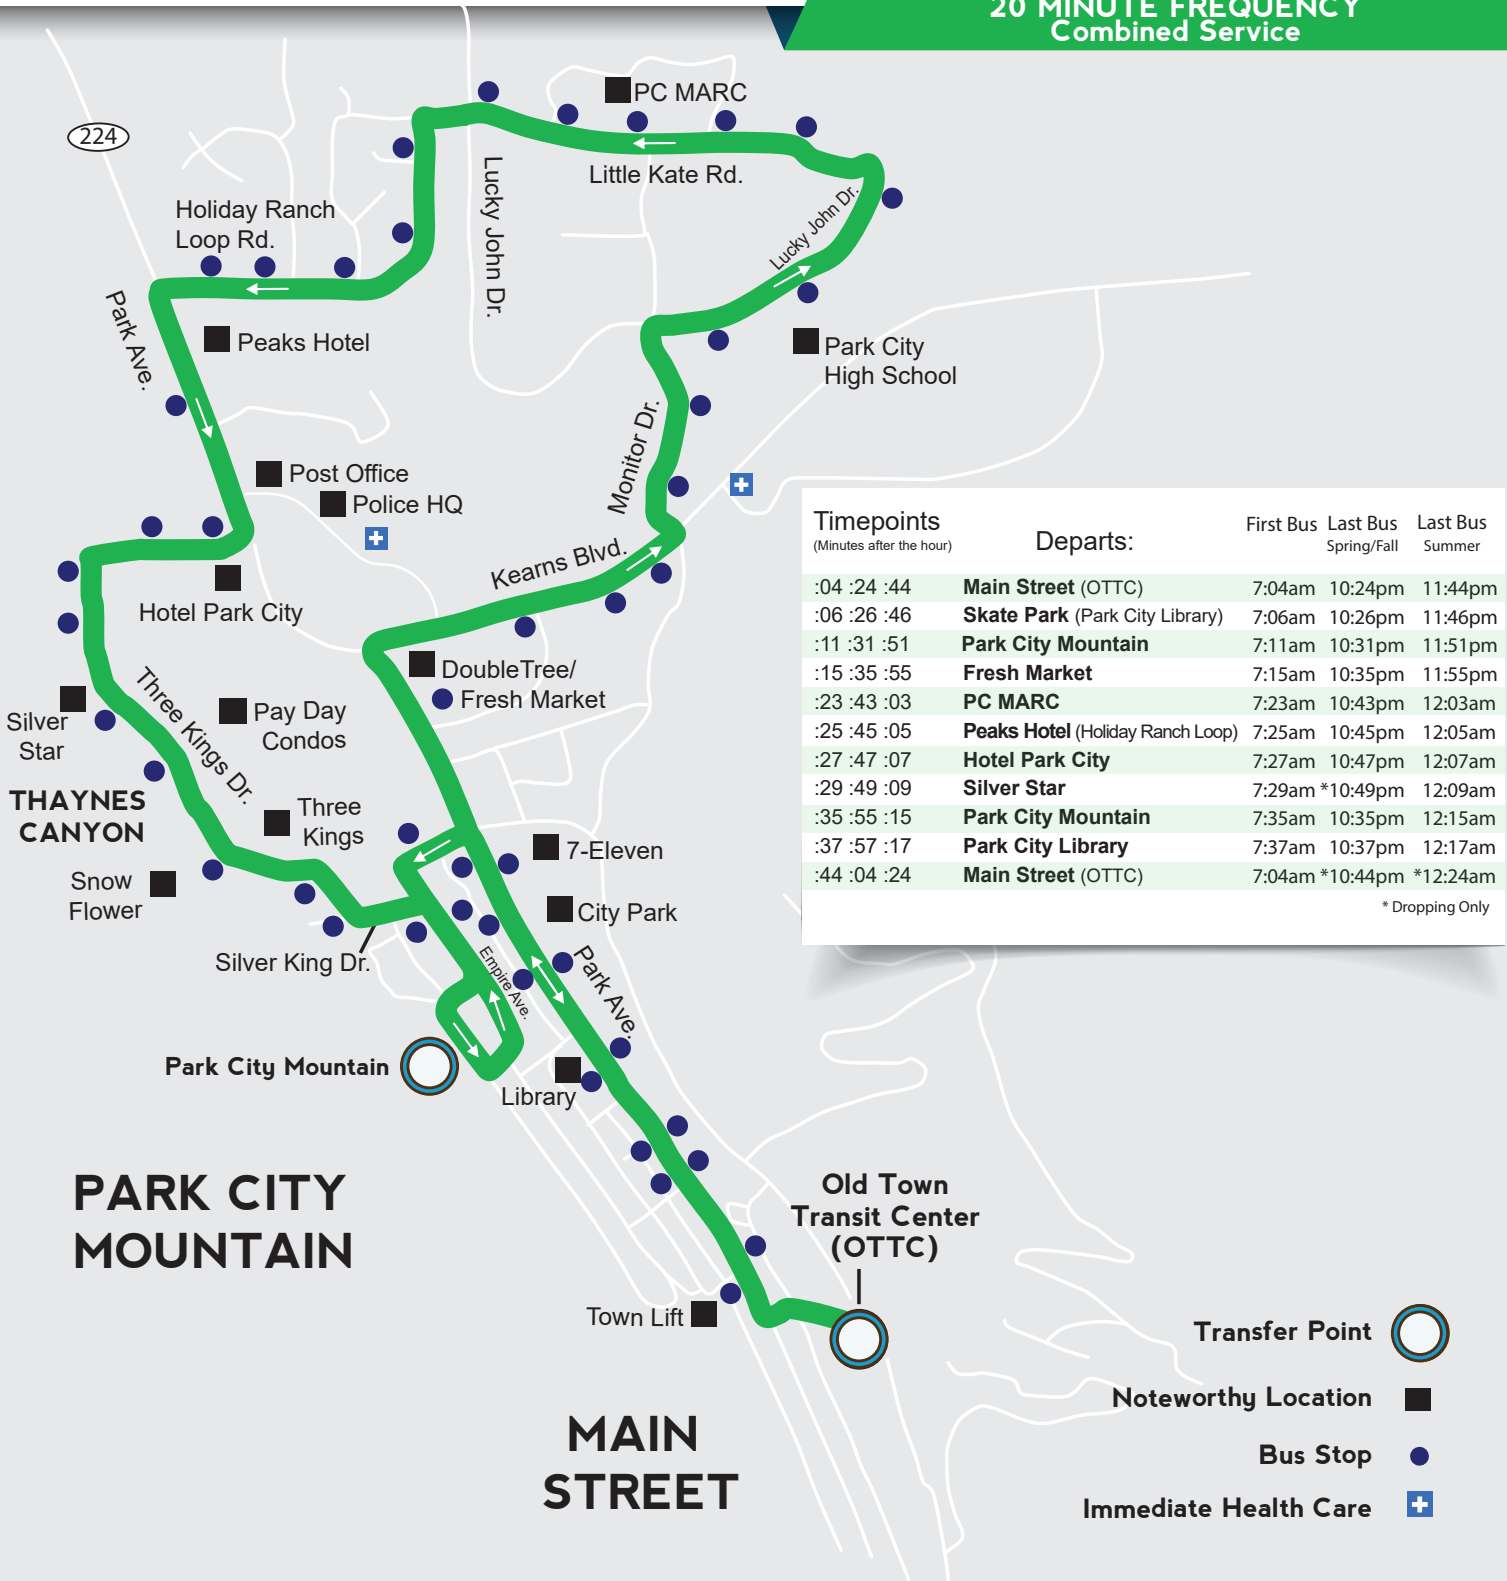 20 MINUTE FREQUENCY
Combined Service
224
PC MARC
Little Kate Rd.
Lucky John Dr.
Lucky John Dr.
Holiday Ranch
Loop Rd.
Park Ave.
Peaks Hotel
Park City
High School
Monitor Dr.
Post Office
Police HQ
Kearns Blvd.
Hotel Park City
DoubleTree/
Fresh Market
Three Kings Dr.
Silver
Star
Pay Day
Condos
THAYNES
CANYON
Three
Kings
7-Eleven
Snow
Flower
City Park
Silver King Dr.
Empire Ave.
Park Ave.
Park City Mountain
Library
PARK CITY
MOUNTAIN
Old Town
Transit Center
(OTTC)
Town Lift
MAIN
STREET
Timepoints
(Minutes after the hour)
Departs:
First Bus Last Bus Last Bus
Spring/Fall Summer
:04 :24 :44 Main Street (OTTC) 7:04am 10:24pm 11:44pm
:06 :26 :46 Skate Park (Park City Library) 7:06am 10:26pm 11:46pm
:11 :31 :51 Park City Mountain 7:11am 10:31pm 11:51pm
:15 :35 :55 Fresh Market 7:15am 10:35pm 11:55pm
:23 :43 :03 PC MARC 7:23am 10:43pm 12:03am
:25 :45 :05 Peaks Hotel (Holiday Ranch Loop) 7:25am 10:45pm 12:05am
:27 :47 :07 Hotel Park City 7:27am 10:47pm 12:07am
:29 :49 :09 Silver Star 7:29am *10:49pm 12:09am
:35 :55 :15 Park City Mountain 7:35am 10:35pm 12:15am
:37 :57 :17 Park City Library 7:37am 10:37pm 12:17am
:44 :04 :24 Main Street (OTTC) 7:04am *10:44pm *12:24am
* Dropping Only
Transfer Point
Noteworthy Location
Bus Stop
Immediate Health Care